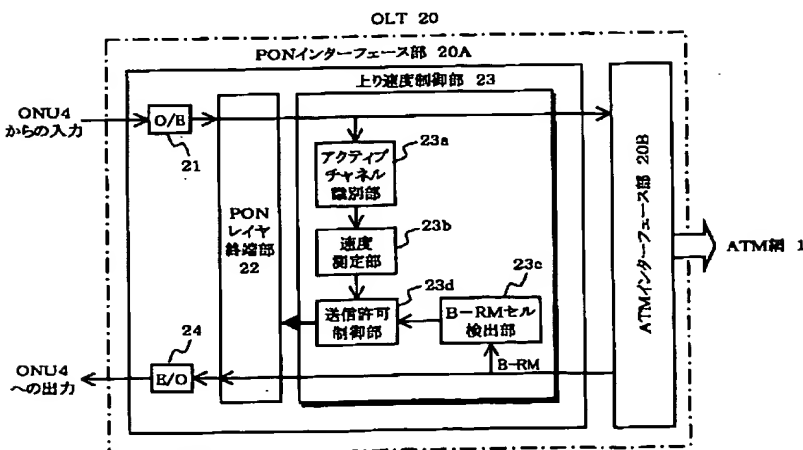 OLT 20
PONインターフェース部 20A
上り速度制御部 23
ONU4
からの入力
O/E
21
PON
レイヤ
終端部
22
アクティブ
チャネル
識別部
23a
速度
測定部
23b
送信許可
制御部
23d
B-RMセル
検出部
23c
B-RM
ATMインターフェース部 20B
ATM網 1
24
E/O
ONU4
への出力